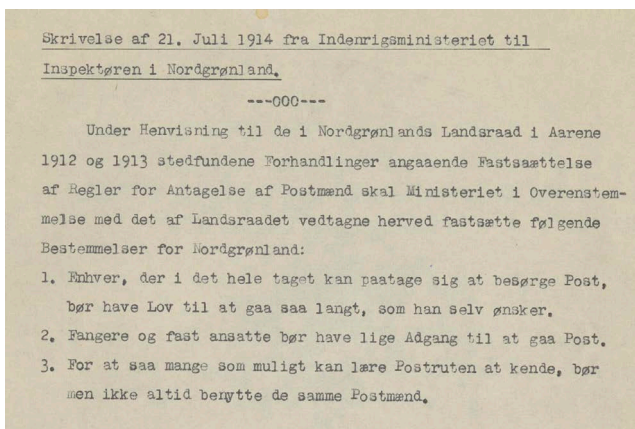 Skrivelse af 21. Juli 1914 fra Indenrigsministeriet til
Inspektøren i Nordgrønland.
---000---
Under Henvisning til de i Nordgrønlands Landsraad i Aarene
1912 og 1913 stedfundene Forhandlinger angaaende Fastsaættelse
af Regler for Antagelse af Postmænd skal Ministeriet i Overenstem-
melse med det af Landsraadet vedtagne herved fastsætte følgende
Bestemmelser for Nordgrønland:
1. Enhver, der i det hele taget kan paatage sig at besørge Post,
bør have Lov til at gaa saa langt, som han selv ønsker.
2. Fangere og fast ansatte bør have lige Adgang til at gaa Post.
3. For at saa mange som muligt kan lære Postruten at kende, bør
men ikke altid benytte de samme Postmænd.